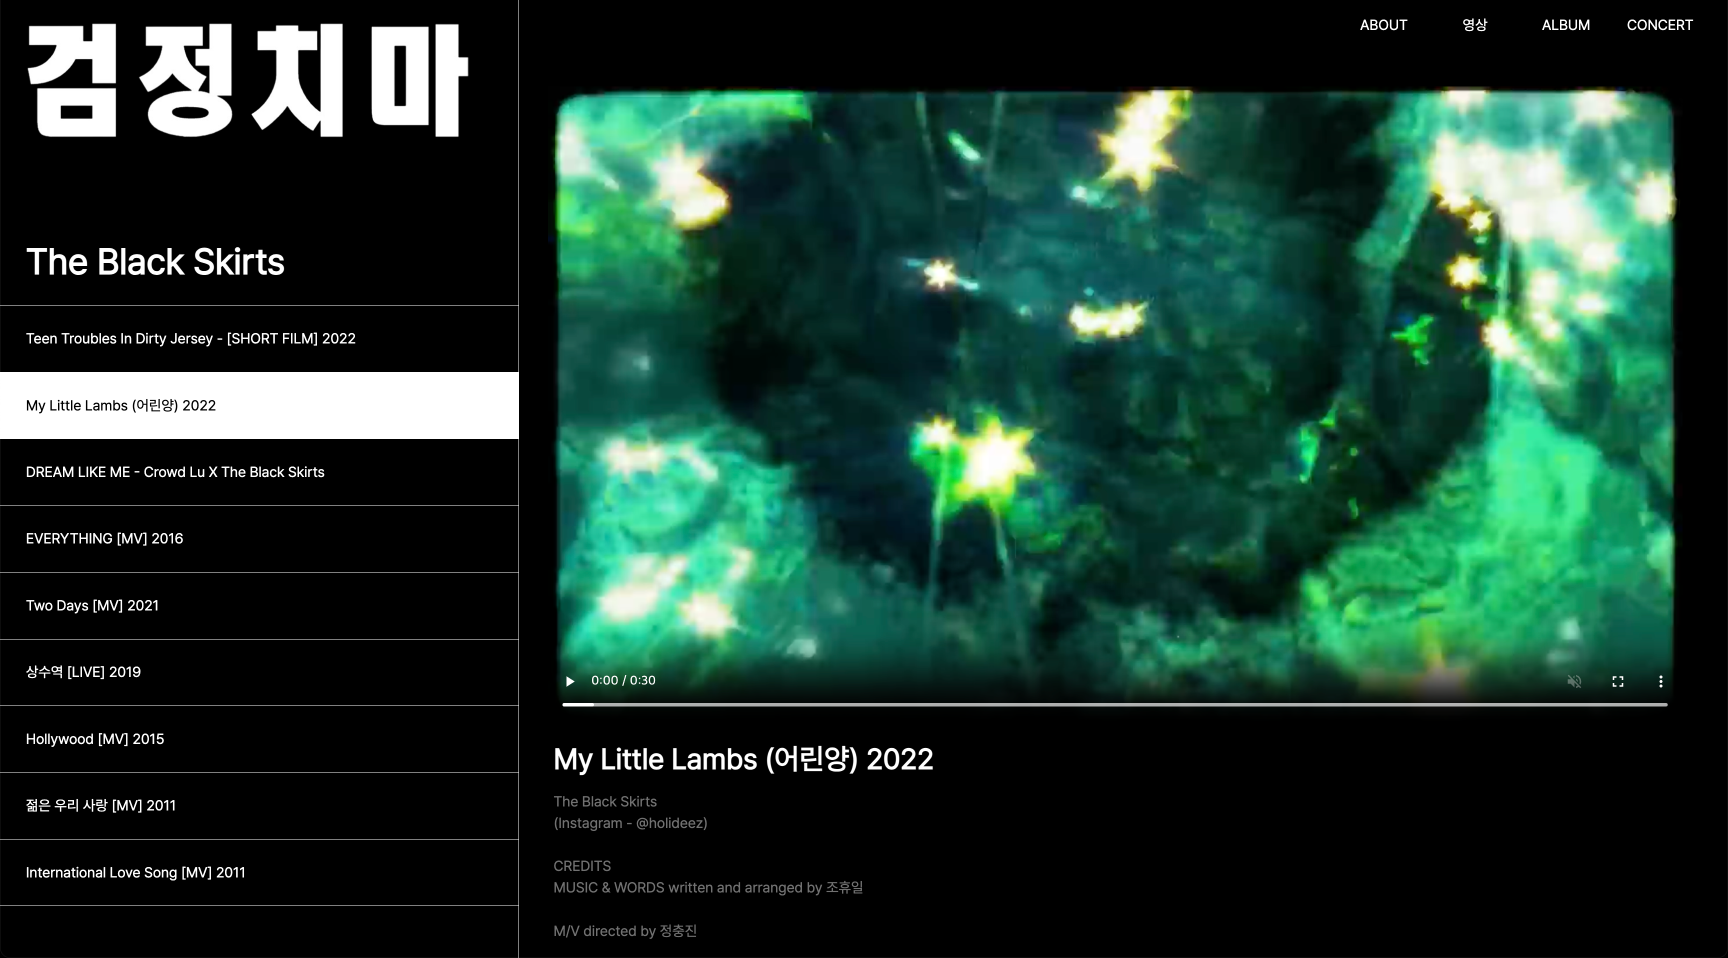 검정치마
The Black Skirts
Teen Troubles In Dirty Jersey - [SHORT FILM] 2022
My Little Lambs (어린양) 2022
DREAM LIKE ME - Crowd Lu X The Black Skirts
EVERYTHING [MV] 2016
Two Days [MV] 2021
상수역 [LIVE] 2019
Hollywood [MV] 2015
젊은 우리 사랑 [MV] 2011
International Love Song [MV] 2011
ABOUT 영상 ALBUM CONCERT
0:00 / 0:30
My Little Lambs (어린양) 2022
The Black Skirts
(Instagram - @holideez)
CREDITS
MUSIC & WORDS written and arranged by 조휴일
M/V directed by 정충진